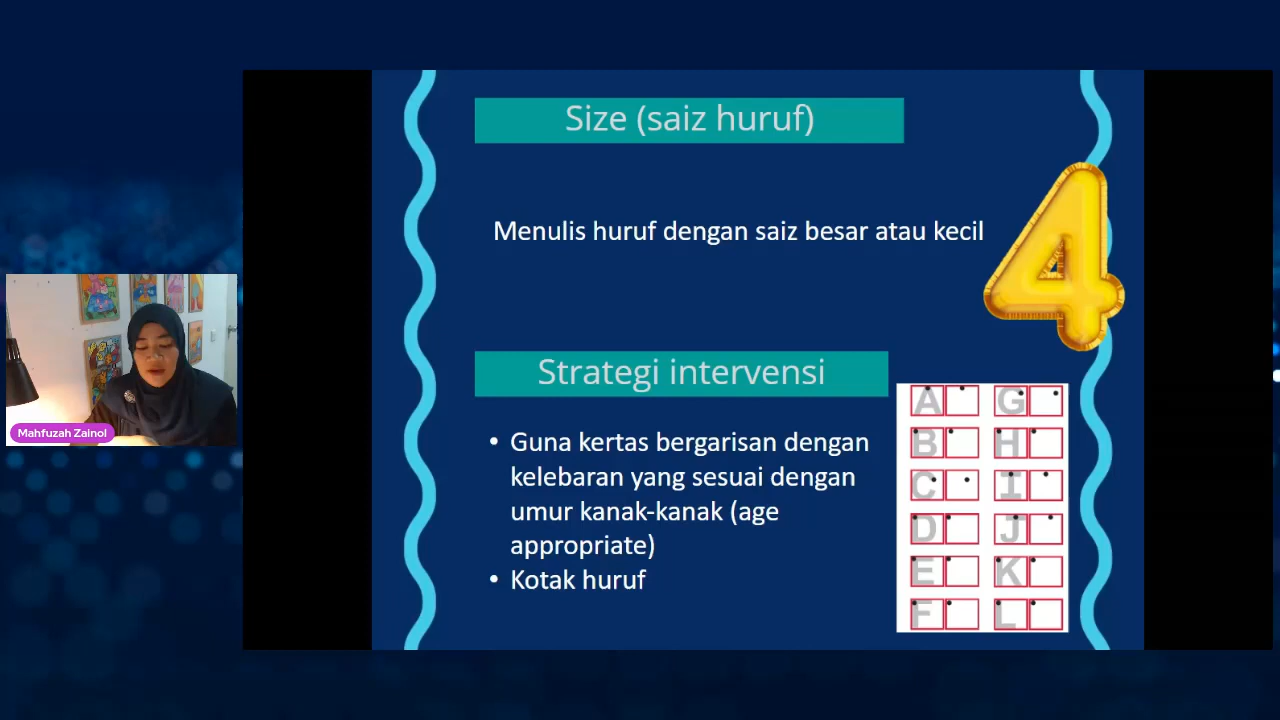 Size (saiz huruf)
Menulis huruf dengan saiz besar atau kecil
4
Strategi intervensi
• Guna kertas bergarisan dengan
kelebaran yang sesuai dengan
umur kanak-kanak (age
appropriate)
• Kotak huruf
A G
B H
C I
D J
E K
F L
Mahfuzah Zainol